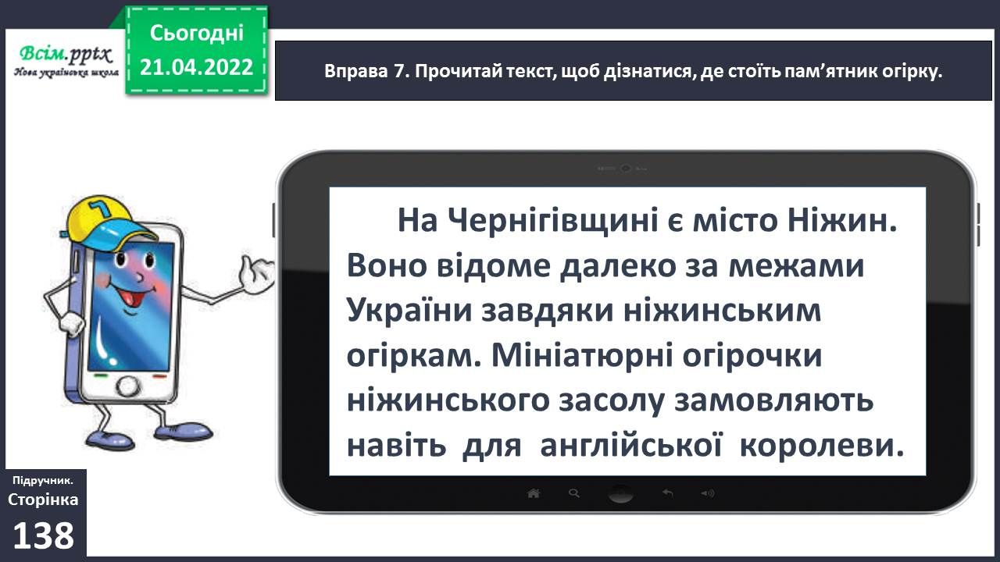 Всім.pptx
Нова українська школа
Сьогодні
21.04.2022
Вправа 7. Прочитай текст, щоб дізнатися, де стоїть пам’ятник огірку.
На Чернігівщині є місто Ніжин.
Воно відоме далеко за межами
України завдяки ніжинським
огіркам. Мініатюрні огірочки
ніжинського засолу замовляють
навіть для англійської королеви.
Підручник.
Сторінка
138